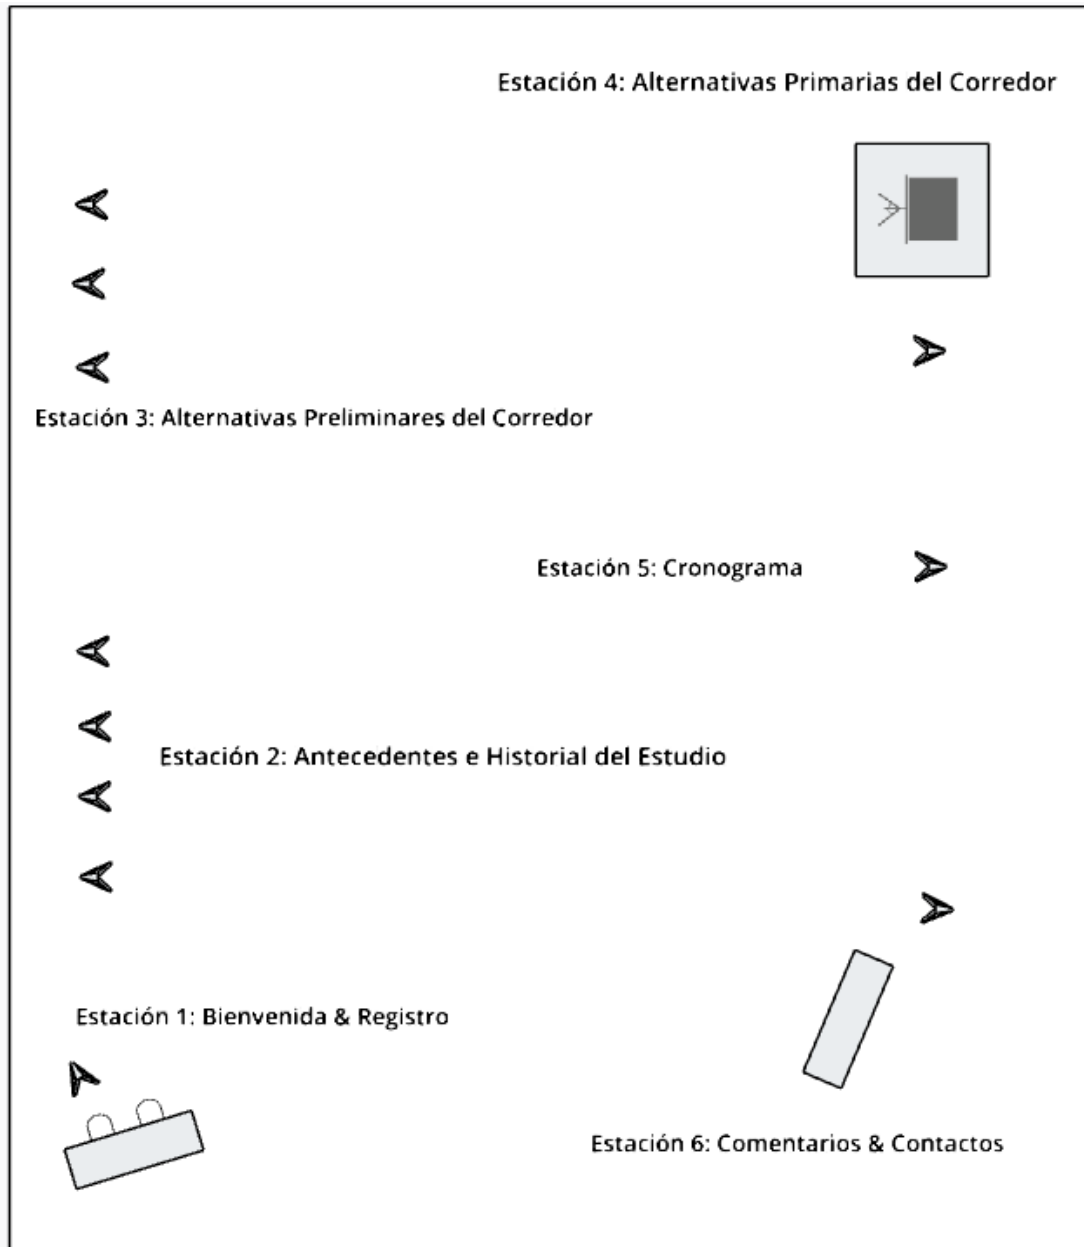 Estación 4: Alternativas Primarias del Corredor
Estación 3: Alternativas Preliminares del Corredor
Estación 5: Cronograma
Estación 2: Antecedentes e Historial del Estudio
Estación 1: Bienvenida & Registro
Estación 6: Comentarios & Contactos